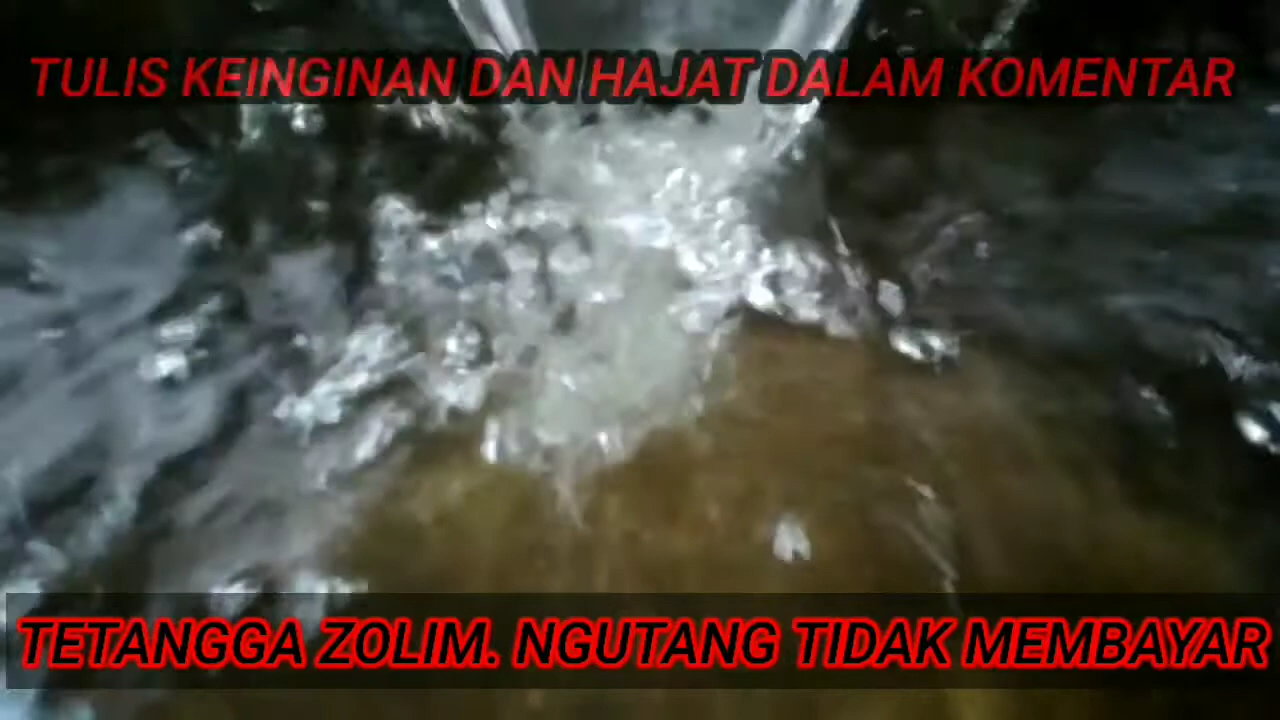 TULIS KEINGINAN DAN HAJAT DALAM KOMENTAR
TETANGGA ZOLIM. NGUTANG TIDAK MEMBAYAR